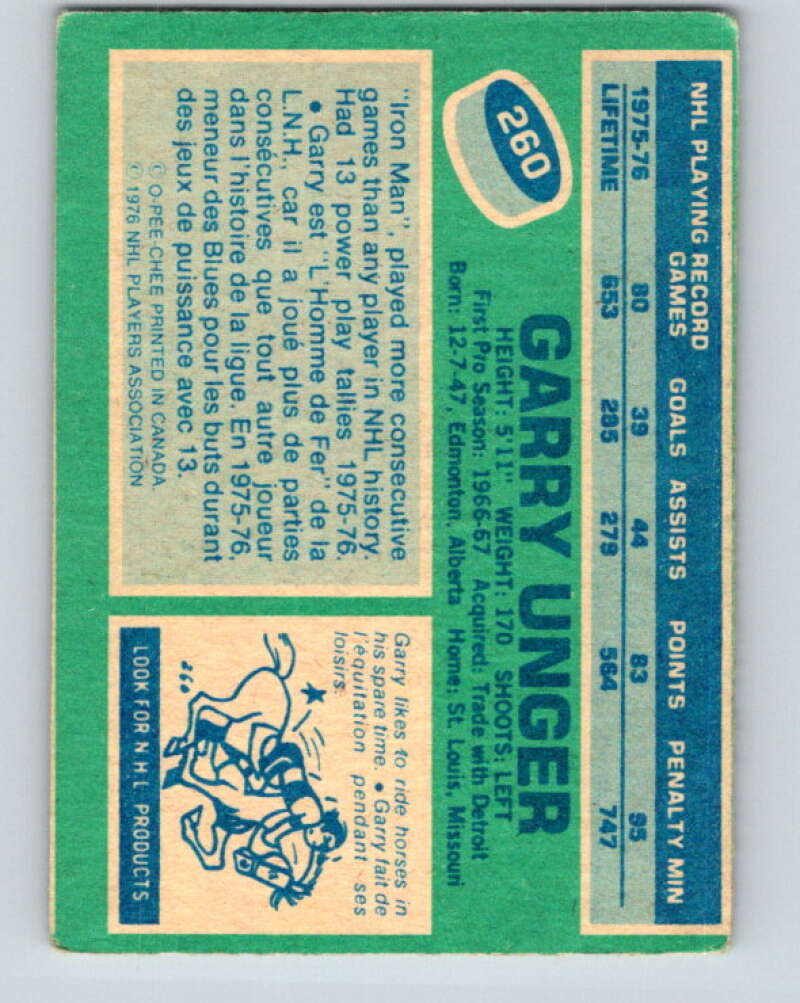 NHL PLAYING RECORD
GAMES GOALS ASSISTS POINTS PENALTY MIN
1975-76 80 39 44 83 95
LIFETIME 653 285 279 564 747
260
GARRY UNGER
HEIGHT: 5'11" WEIGHT: 170 SHOOTS: LEFT
First Pro Season: 1966-67 Acquired: Trade with Detroit
Born: 12-7-47, Edmonton, Alberta Home: St. Louis, Missouri
"Iron Man", played more consecutive
games than any player in NHL history.
Had 13 power play tallies 1975-76.
• Garry est "L'Homme de Fer" de la
L.N.H., car il a joué plus de parties
consécutives que tout autre joueur
dans l'histoire de la ligue. En 1975-76,
meneur des Blues pour les buts durant
des jeux de puissance avec 13.
© O-PEE-CHEE PRINTED IN CANADA.
© 1976 NHL PLAYERS ASSOCIATION
Garry likes to ride horses in
his spare time. • Garry fait de
l'équitation pendant ses
loisirs.
260
LOOK FOR N.H.L. PRODUCTS